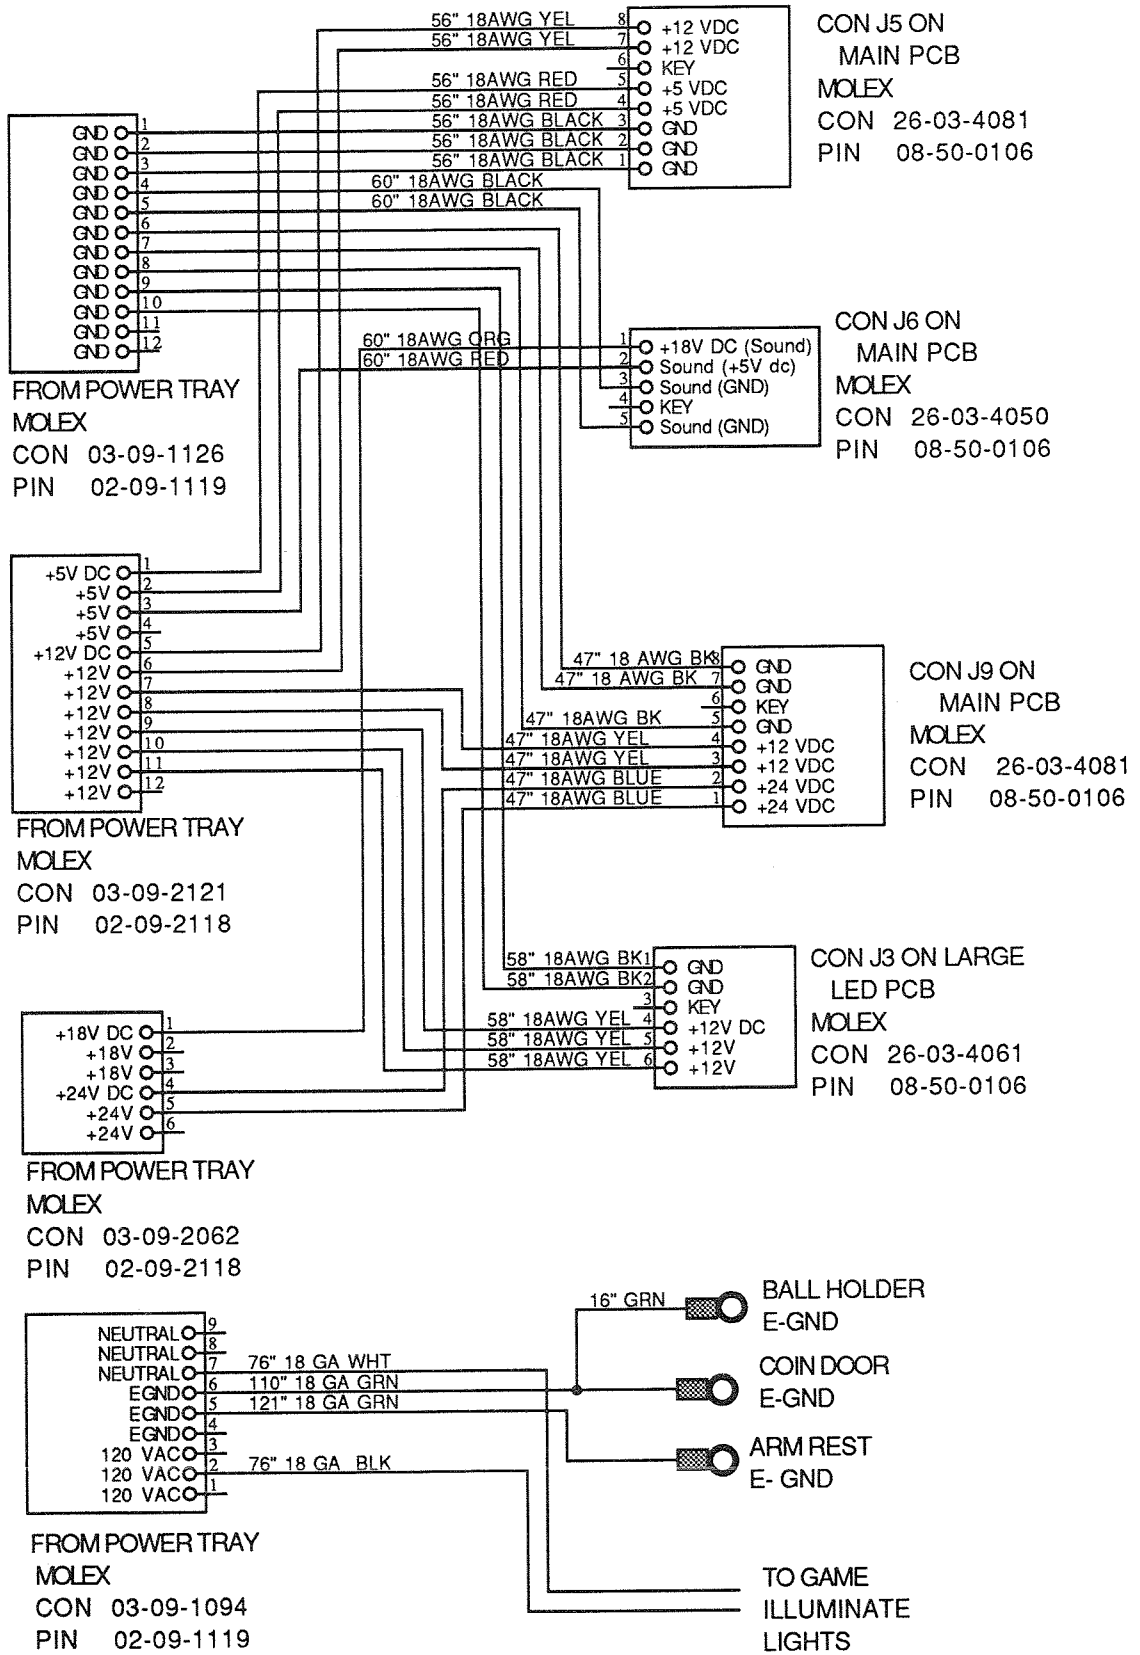 GND 1
GND 2
GND 3
GND 4
GND 5
GND 6
GND 7
GND 8
GND 9
GND 10
GND 11
GND 12
FROM POWER TRAY
MOLEX
CON 03-09-1126
PIN 02-09-1119
56" 18AWG YEL
56" 18AWG YEL
56" 18AWG RED
56" 18AWG RED
56" 18AWG BLACK
56" 18AWG BLACK
56" 18AWG BLACK
60" 18AWG BLACK
60" 18AWG BLACK
8 +12 VDC
7 +12 VDC
6 KEY
5 +5 VDC
4 +5 VDC
3 GND
2 GND
1 GND
CON J5 ON
MAIN PCB
MOLEX
CON 26-03-4081
PIN 08-50-0106
60" 18AWG ORG
60" 18AWG RED
1 +18V DC (Sound)
2 Sound (+5V dc)
3 Sound (GND)
4 KEY
5 Sound (GND)
CON J6 ON
MAIN PCB
MOLEX
CON 26-03-4050
PIN 08-50-0106
+5V DC 1
+5V 2
+5V 3
+5V 4
+12V DC 5
+12V 6
+12V 7
+12V 8
+12V 9
+12V 10
+12V 11
+12V 12
FROM POWER TRAY
MOLEX
CON 03-09-2121
PIN 02-09-2118
47" 18 AWG BK
47" 18 AWG BK
47" 18AWG BK
47" 18AWG YEL
47" 18AWG YEL
47" 18AWG BLUE
47" 18AWG BLUE
8 GND
7 GND
6 KEY
5 GND
4 +12 VDC
3 +12 VDC
2 +24 VDC
1 +24 VDC
CON J9 ON
MAIN PCB
MOLEX
CON 26-03-4081
PIN 08-50-0106
58" 18AWG BK
58" 18AWG BK
58" 18AWG YEL
58" 18AWG YEL
58" 18AWG YEL
1 GND
2 GND
3 KEY
4 +12V DC
5 +12V
6 +12V
CON J3 ON LARGE
LED PCB
MOLEX
CON 26-03-4061
PIN 08-50-0106
+18V DC 1
+18V 2
+18V 3
+24V DC 4
+24V 5
+24V 6
FROM POWER TRAY
MOLEX
CON 03-09-2062
PIN 02-09-2118
NEUTRAL 9
NEUTRAL 8
NEUTRAL 7
EGND 6
EGND 5
EGND 4
120 VAC 3
120 VAC 2
120 VAC 1
76" 18 GA WHT
110" 18 GA GRN
121" 18 GA GRN
76" 18 GA BLK
16" GRN
BALL HOLDER
E-GND
COIN DOOR
E-GND
ARM REST
E- GND
FROM POWER TRAY
MOLEX
CON 03-09-1094
PIN 02-09-1119
TO GAME
ILLUMINATE
LIGHTS